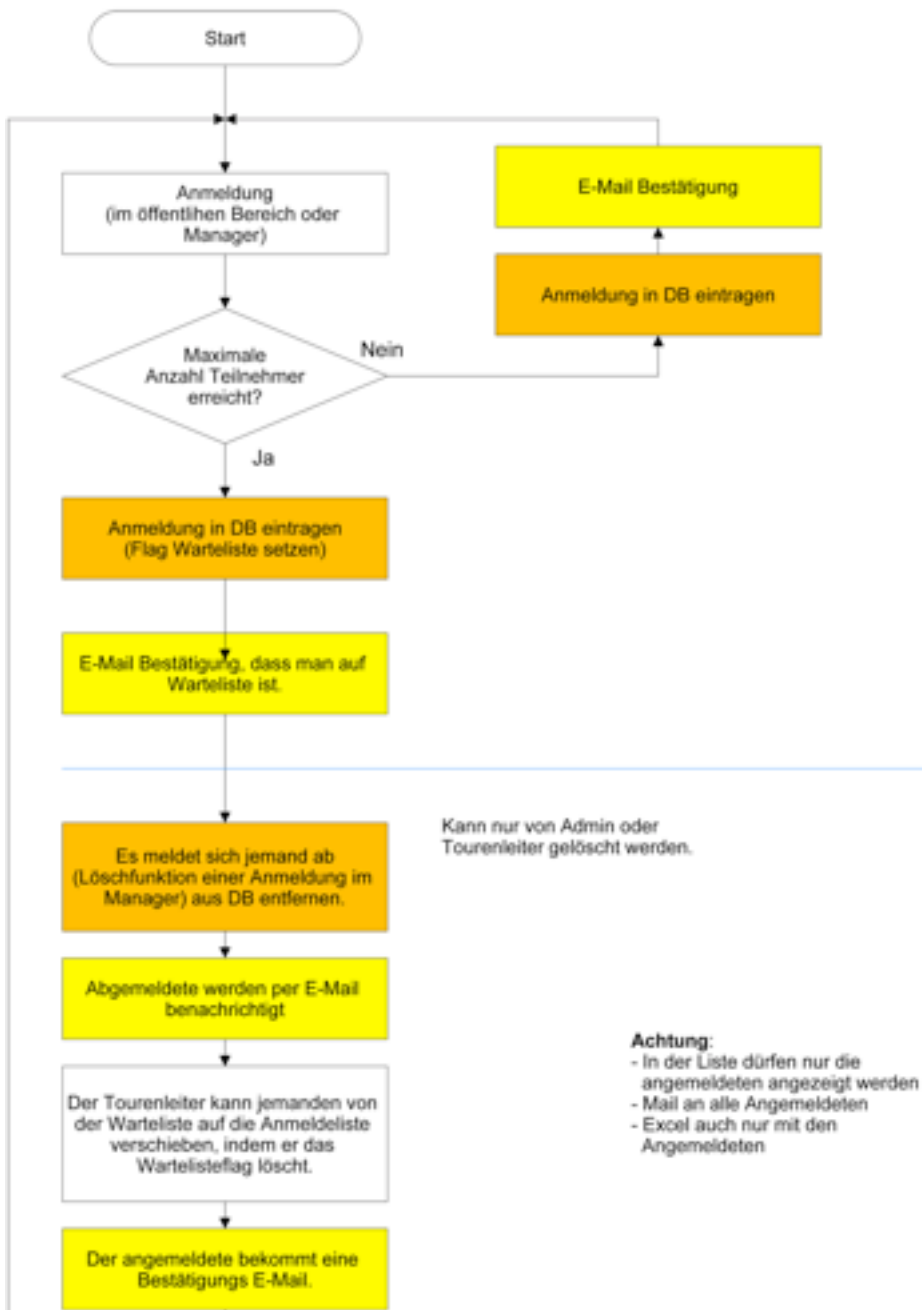 Start
Anmeldung
(im öffentlihen Bereich oder
Manager)
E-Mail Bestätigung
Anmeldung in DB eintragen
Maximale
Anzahl Teilnehmer
erreicht?
Nein
Ja
Anmeldung in DB eintragen
(Flag Warteliste setzen)
E-Mail Bestätigung, dass man auf
Warteliste ist.
Kann nur von Admin oder
Tourenleiter gelöscht werden.
Es meldet sich jemand ab
(Löschfunktion einer Anmeldung im
Manager) aus DB entfernen.
Abgemeldete werden per E-Mail
benachrichtigt
Achtung:
- In der Liste dürfen nur die
angemeldeten angezeigt werden
- Mail an alle Angemeldeten
- Excel auch nur mit den
Angemeldeten
Der Tourenleiter kann jemanden von
der Warteliste auf die Anmeldeliste
verschieben, indem er das
Wartelisteflag löscht.
Der angemeldete bekommt eine
Bestätigungs E-Mail.